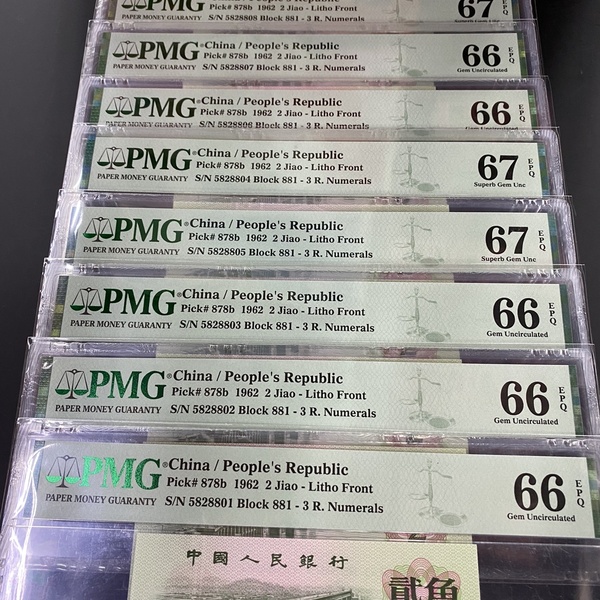 67
PAPER MONEY GUARANTY S/N 5828808 Block 881 - 3 R. Numerals
PMG China / People's Republic
Pick# 878b 1962 2 Jiao - Litho Front
PAPER MONEY GUARANTY S/N 5828807 Block 881 - 3 R. Numerals
66 EPQ
Gem Uncirculated
PMG China / People's Republic
Pick# 878b 1962 2 Jiao - Litho Front
PAPER MONEY GUARANTY S/N 5828806 Block 881 - 3 R. Numerals
66 EPQ
Gem Uncirculated
PMG China / People's Republic
Pick# 878b 1962 2 Jiao - Litho Front
PAPER MONEY GUARANTY S/N 5828804 Block 881 - 3 R. Numerals
67 EPQ
Superb Gem Unc
PMG China / People's Republic
Pick# 878b 1962 2 Jiao - Litho Front
PAPER MONEY GUARANTY S/N 5828805 Block 881 - 3 R. Numerals
67 EPQ
Superb Gem Unc
PMG® China / People's Republic
Pick# 878b 1962 2 Jiao - Litho Front
PAPER MONEY GUARANTY S/N 5828803 Block 881 - 3 R. Numerals
66 EPQ
Gem Uncirculated
PMG® China / People's Republic
Pick# 878b 1962 2 Jiao - Litho Front
PAPER MONEY GUARANTY S/N 5828802 Block 881 - 3 R. Numerals
66 EPQ
Gem Uncirculated
PMG® China / People's Republic
Pick# 878b 1962 2 Jiao - Litho Front
PAPER MONEY GUARANTY S/N 5828801 Block 881 - 3 R. Numerals
66 EPQ
Gem Uncirculated
中國人民銀行
貳角